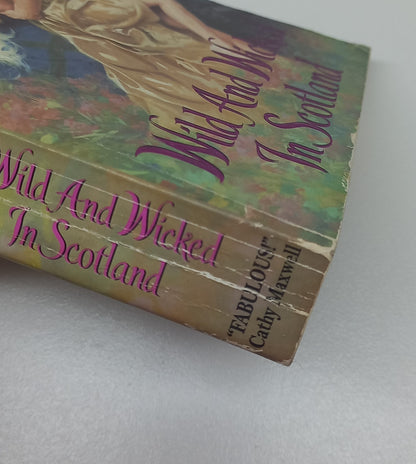 Wild And Wicked
In Scotland
Wild And Wicked
In Scotland
"FABULOUS!"
Cathy Maxwell